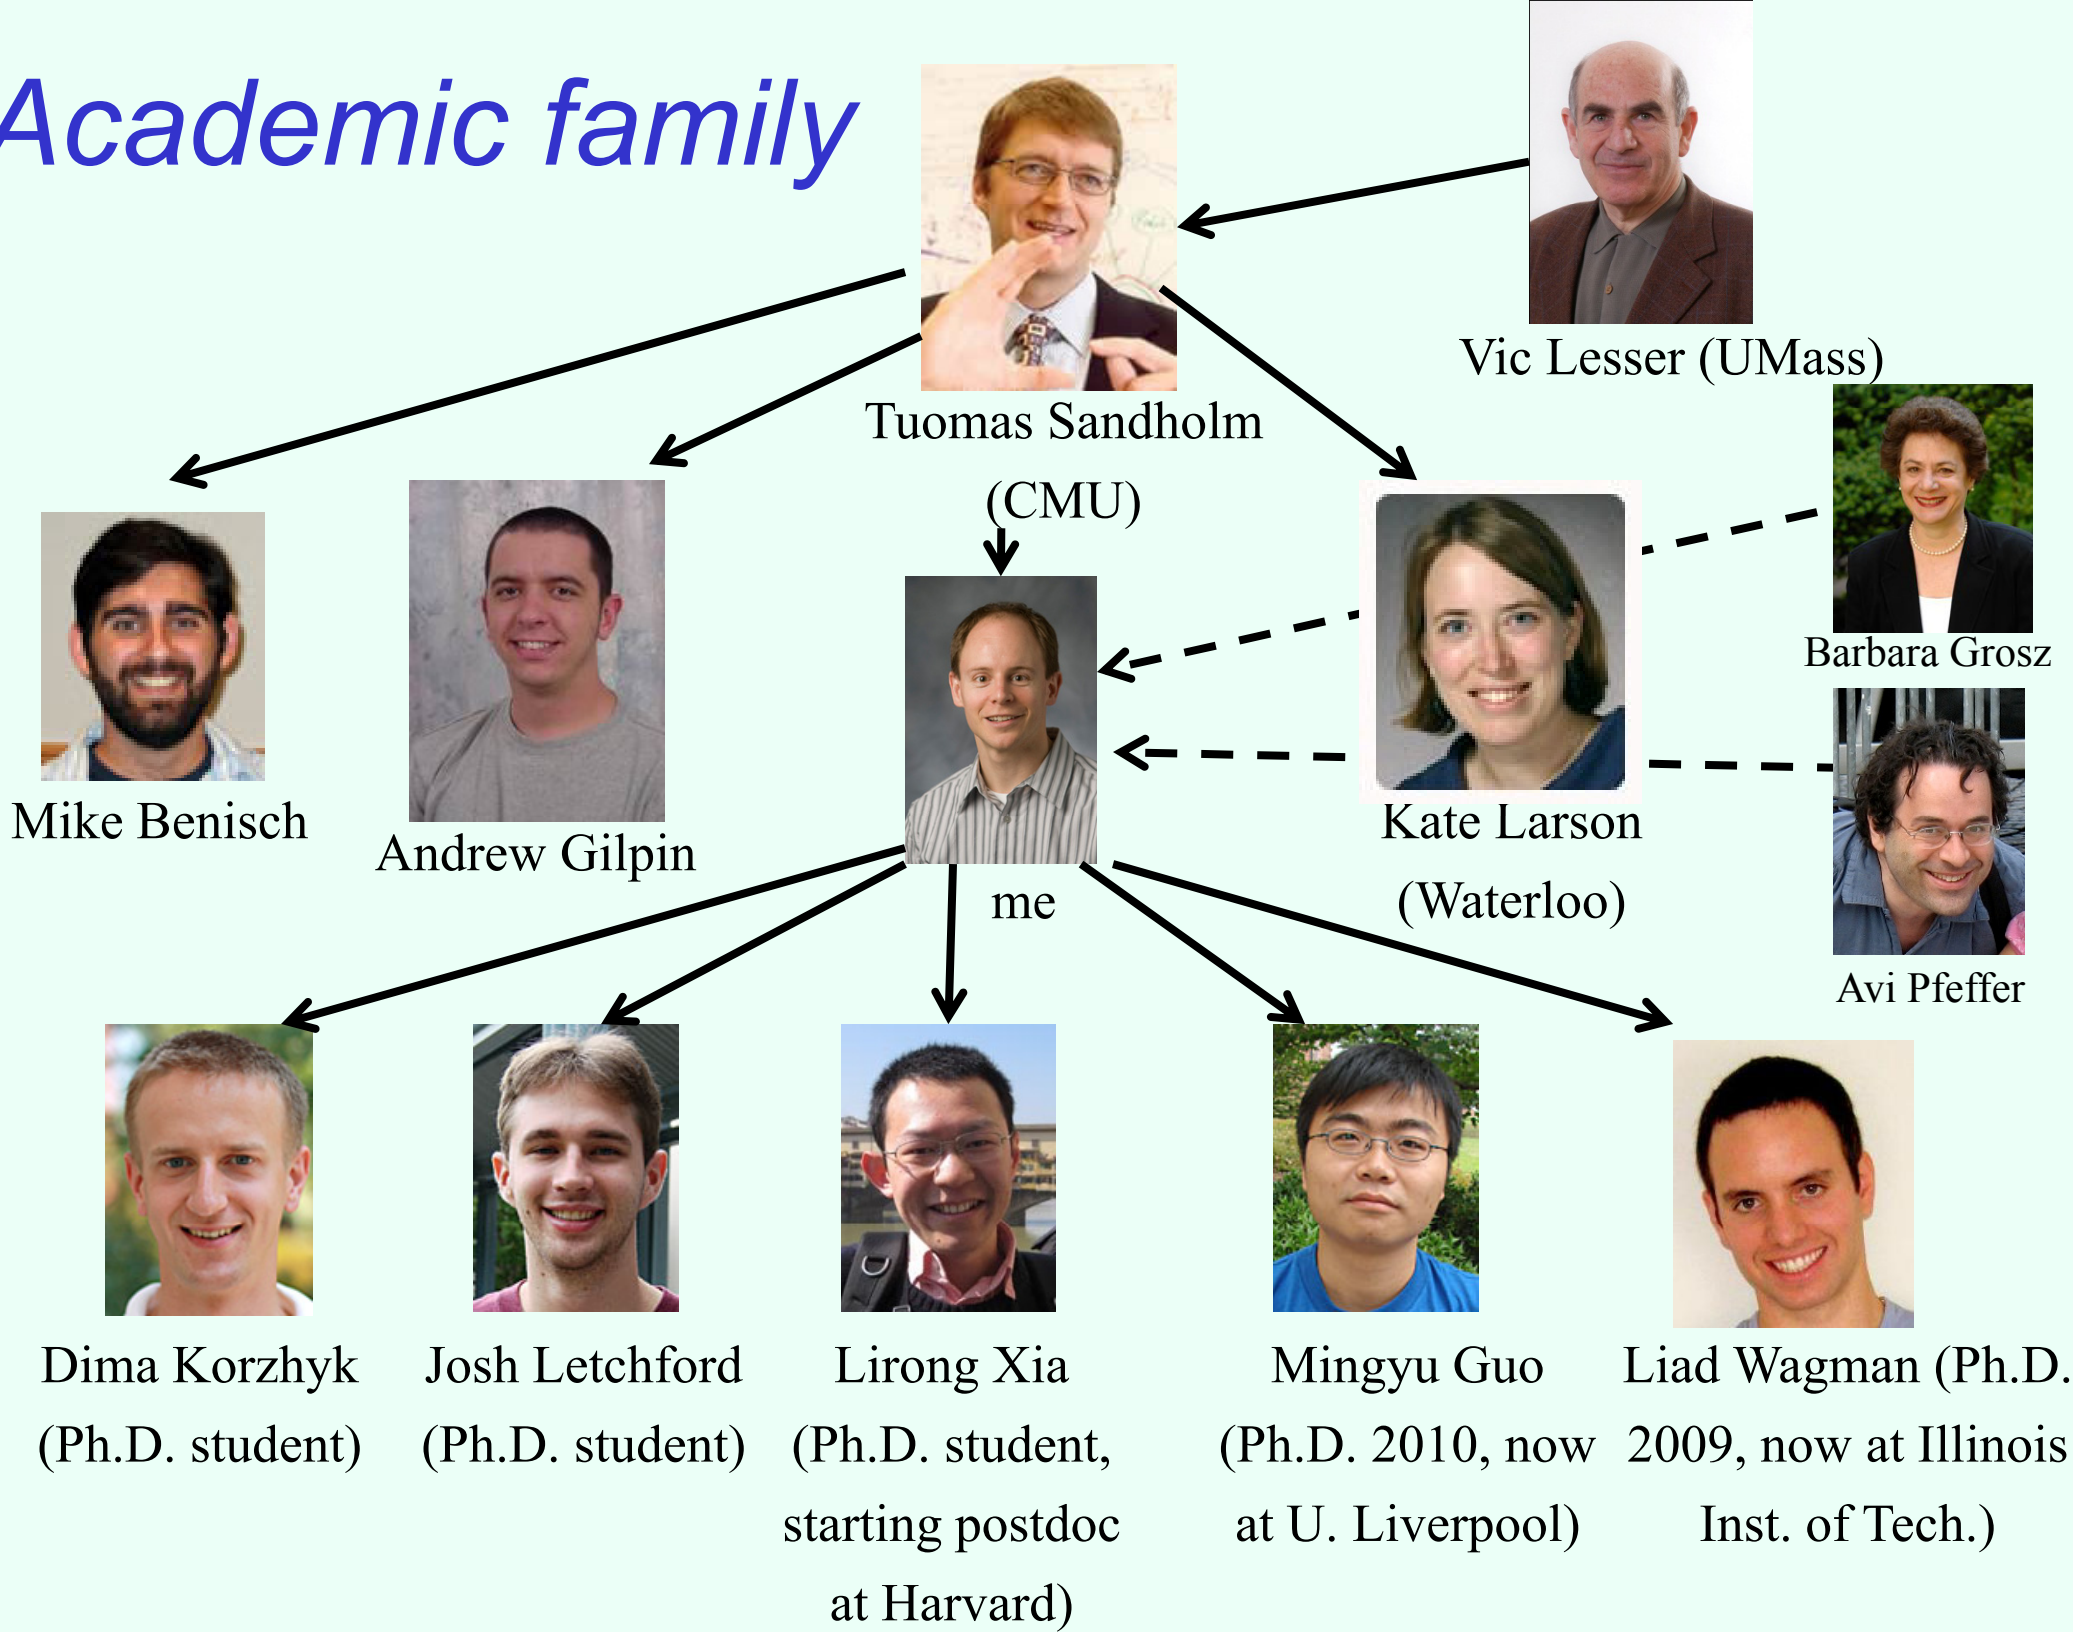 Academic family
Vic Lesser (UMass)
Tuomas Sandholm
(CMU)
Barbara Grosz
Mike Benisch
Andrew Gilpin
me
Kate Larson
(Waterloo)
Avi Pfeffer
Dima Korzhyk
(Ph.D. student)
Josh Letchford
(Ph.D. student)
Lirong Xia
(Ph.D. student,
starting postdoc
at Harvard)
Mingyu Guo
(Ph.D. 2010, now
at U. Liverpool)
Liad Wagman (Ph.D.
2009, now at Illinois
Inst. of Tech.)